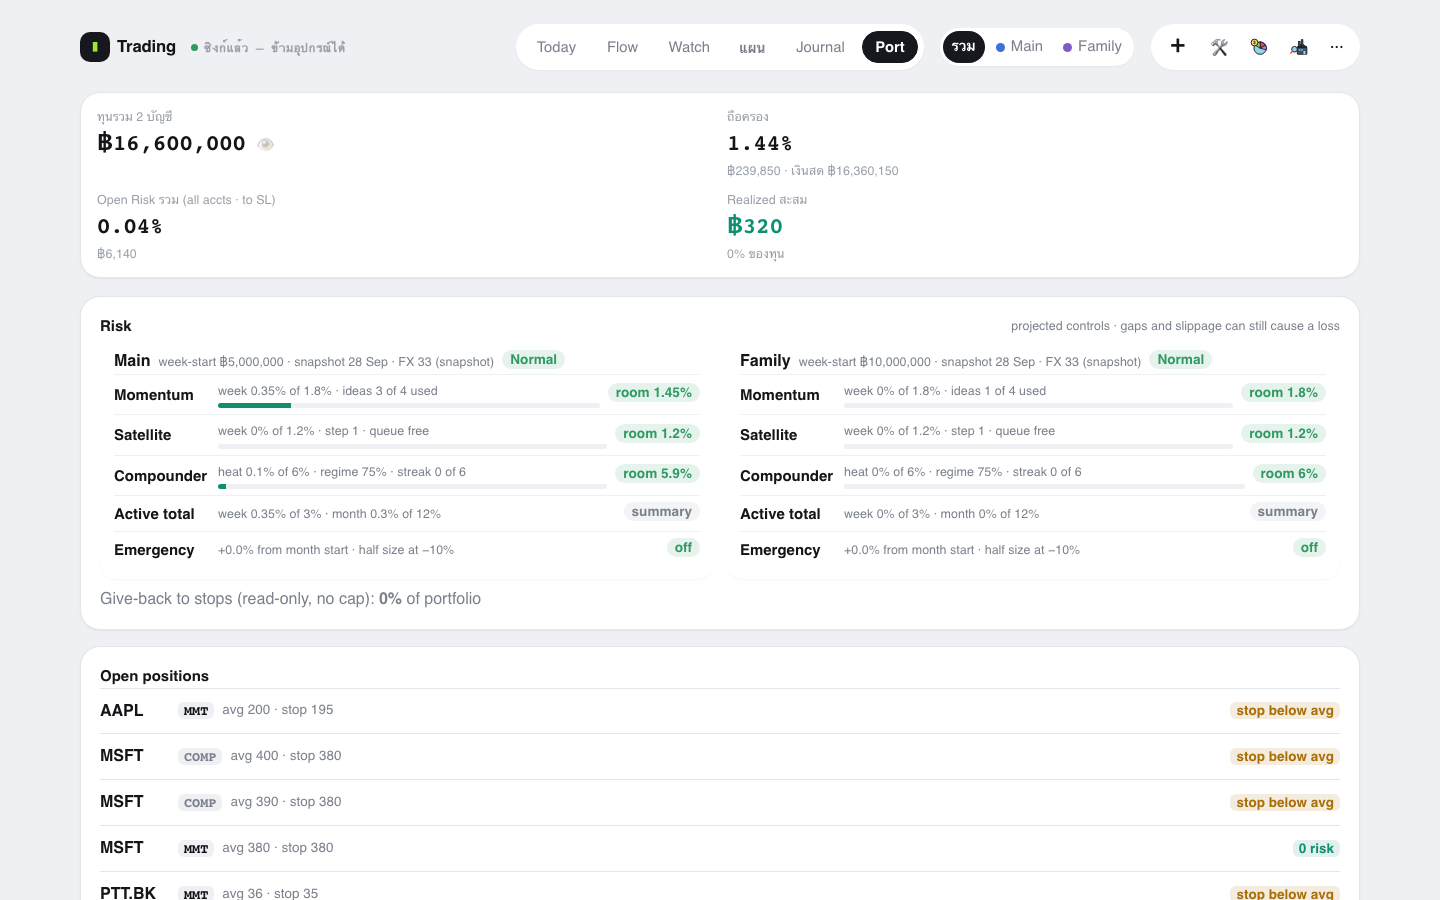 Trading
ซิงก์แล้ว — ข้ามอุปกรณ์ได้
Today Flow Watch แผน Journal Port
รวม Main Family
+ ···
ทุนรวม 2 บัญชี
฿16,600,000
ถือครอง
1.44%
฿239,850 · เงินสด ฿16,360,150
Open Risk รวม (all accts · to SL)
0.04%
฿6,140
Realized สะสม
฿320
0% ของทุน
Risk
projected controls · gaps and slippage can still cause a loss
Main week-start ฿5,000,000 · snapshot 28 Sep · FX 33 (snapshot) Normal
Momentum week 0.35% of 1.8% · ideas 3 of 4 used room 1.45%
Satellite week 0% of 1.2% · step 1 · queue free room 1.2%
Compounder heat 0.1% of 6% · regime 75% · streak 0 of 6 room 5.9%
Active total week 0.35% of 3% · month 0.3% of 12% summary
Emergency +0.0% from month start · half size at −10% off
Family week-start ฿10,000,000 · snapshot 28 Sep · FX 33 (snapshot) Normal
Momentum week 0% of 1.8% · ideas 1 of 4 used room 1.8%
Satellite week 0% of 1.2% · step 1 · queue free room 1.2%
Compounder heat 0% of 6% · regime 75% · streak 0 of 6 room 6%
Active total week 0% of 3% · month 0% of 12% summary
Emergency +0.0% from month start · half size at −10% off
Give-back to stops (read-only, no cap): 0% of portfolio
Open positions
AAPL MMT avg 200 · stop 195 stop below avg
MSFT COMP avg 400 · stop 380 stop below avg
MSFT COMP avg 390 · stop 380 stop below avg
MSFT MMT avg 380 · stop 380 0 risk
PTT.BK MMT avg 36 · stop 35 stop below avg